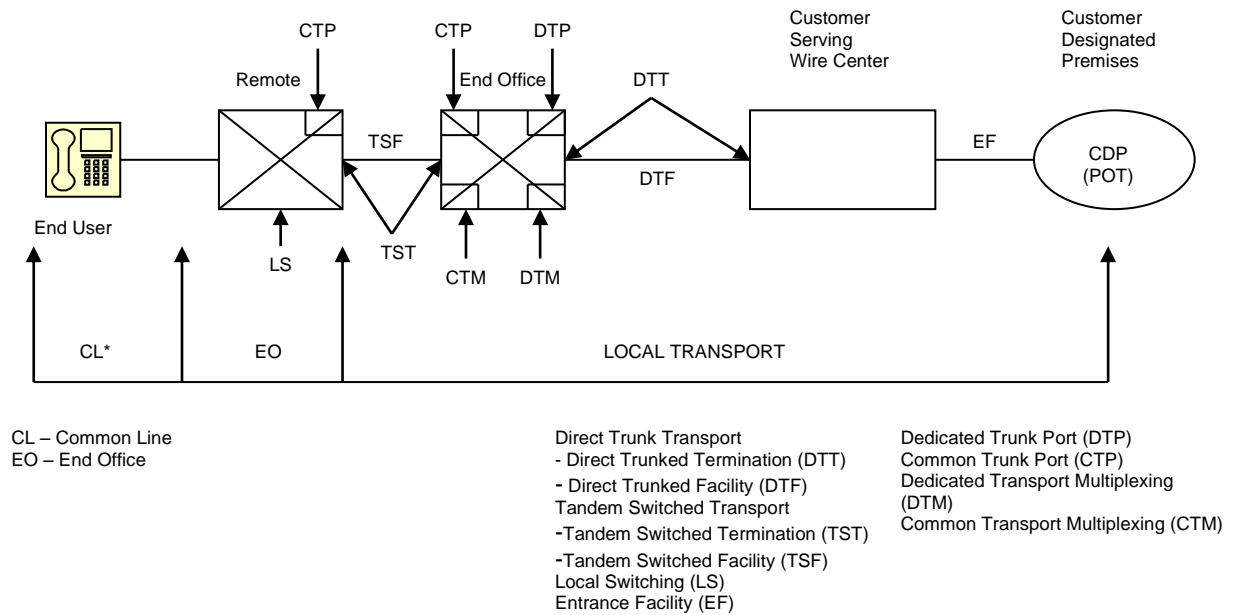 Customer
Serving
Wire Center
Customer
Designated
Premises
CTP
CTP
DTP
Remote
End Office
DTT
TSF
DTF
EF
CDP
(POT)
End User
LS
TST
CTM
DTM
CL*
EO
LOCAL TRANSPORT
CL – Common Line
EO – End Office
Direct Trunk Transport
- Direct Trunked Termination (DTT)
- Direct Trunked Facility (DTF)
Tandem Switched Transport
-Tandem Switched Termination (TST)
-Tandem Switched Facility (TSF)
Local Switching (LS)
Entrance Facility (EF)
Dedicated Trunk Port (DTP)
Common Trunk Port (CTP)
Dedicated Transport Multiplexing
(DTM)
Common Transport Multiplexing (CTM)